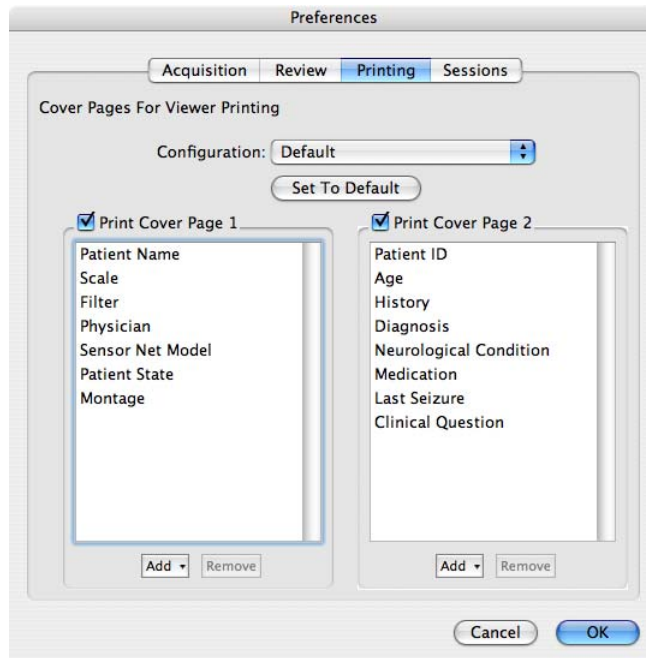 Preferences
Acquisition Review Printing Sessions
Cover Pages For Viewer Printing
Configuration: Default
Set To Default
Print Cover Page 1
Patient Name
Scale
Filter
Physician
Sensor Net Model
Patient State
Montage
Add Remove
Print Cover Page 2
Patient ID
Age
History
Diagnosis
Neurological Condition
Medication
Last Seizure
Clinical Question
Add Remove
Cancel OK